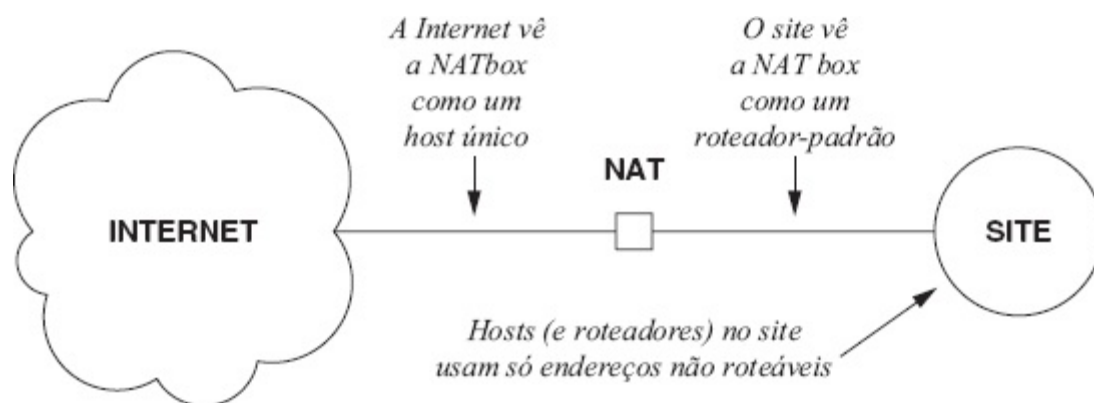 A Internet vê
a NATbox
como um
host único
O site vê
a NAT box
como um
roteador-padrão
NAT
INTERNET
SITE
Hosts (e roteadores) no site
usam só endereços não roteáveis